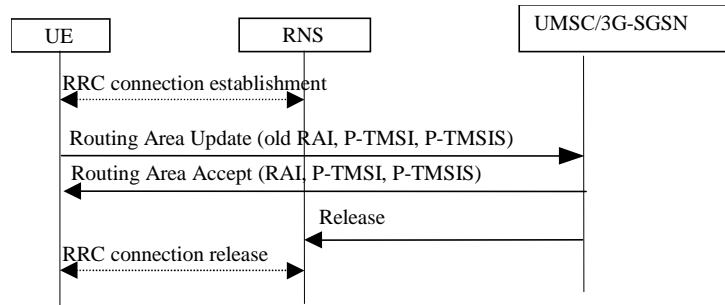 UE
RNS
UMSC/3G-SGSN
RRC connection establishment
Routing Area Update (old RAI, P-TMSI, P-TMSIS)
Routing Area Accept (RAI, P-TMSI, P-TMSIS)
Release
RRC connection release